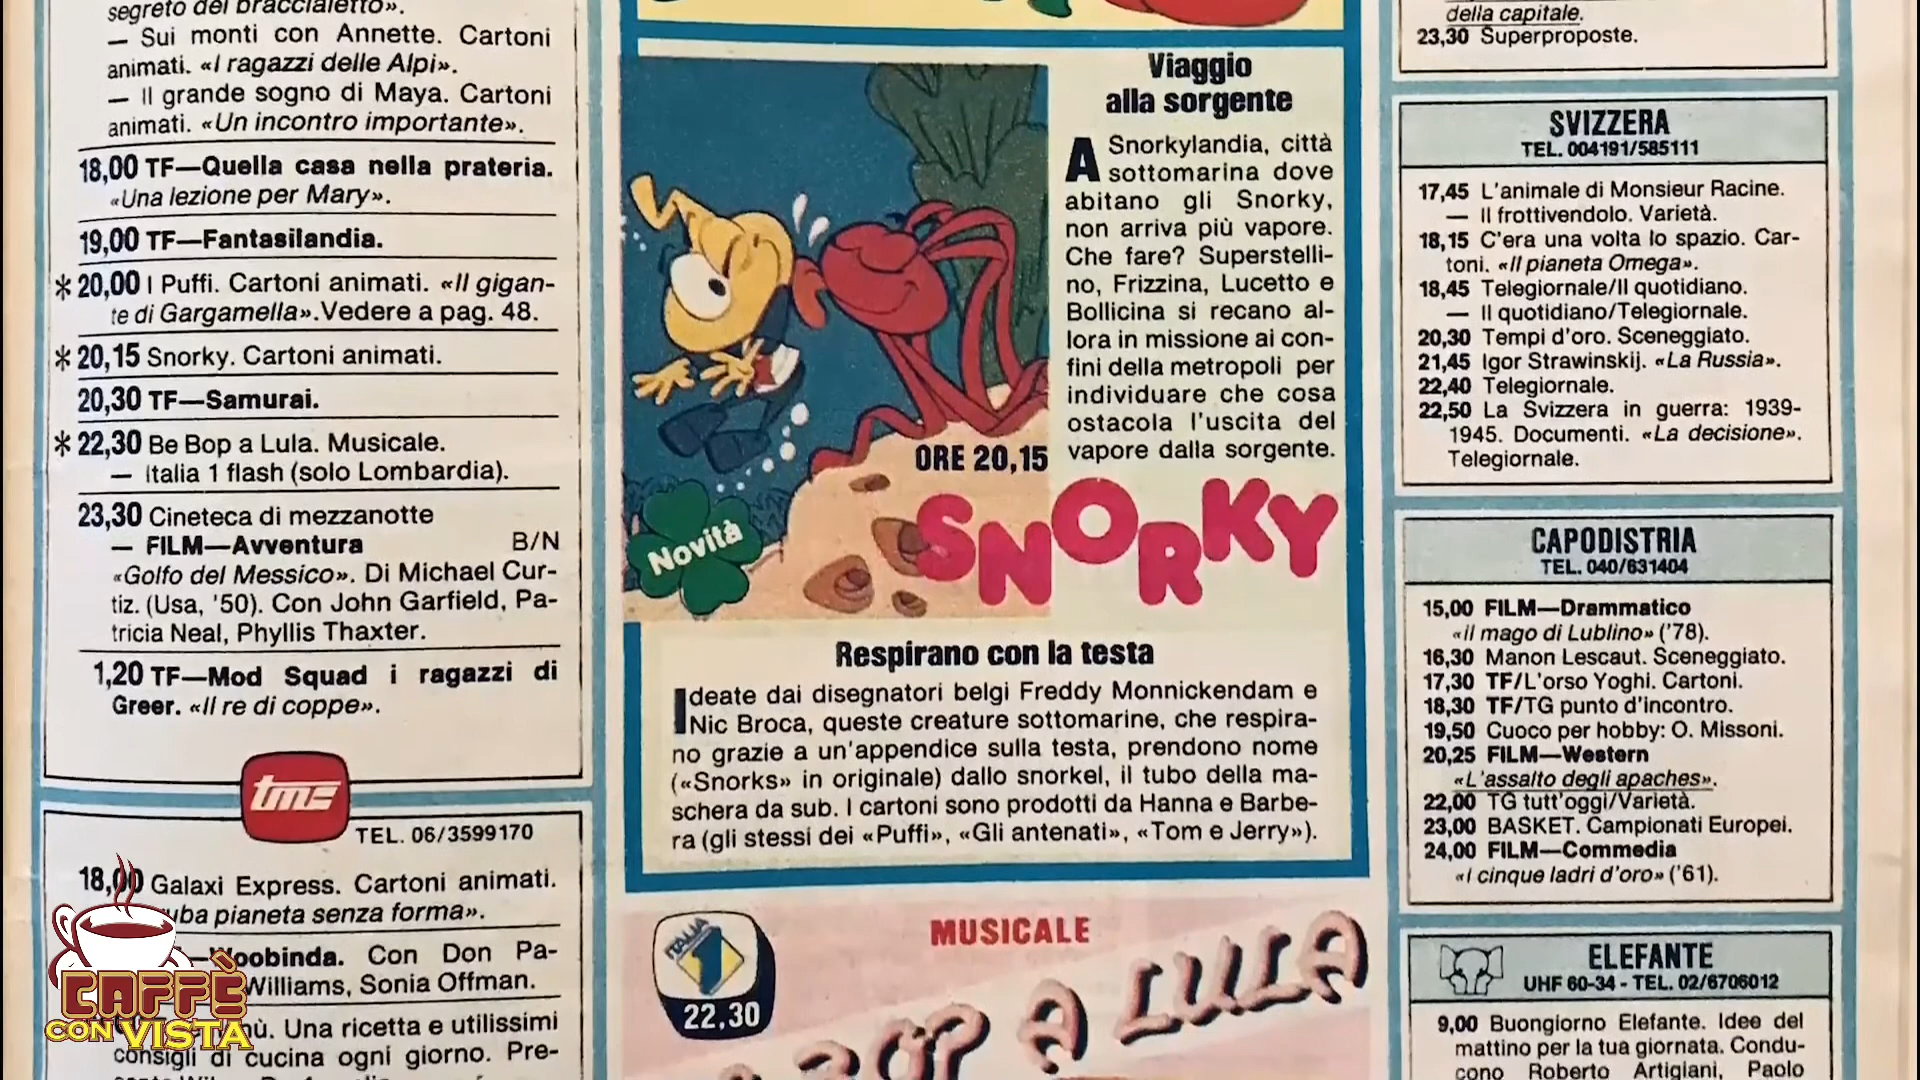 segreto del braccialetto».
— Sui monti con Annette. Cartoni
animati. «I ragazzi delle Alpi».
— Il grande sogno di Maya. Cartoni
animati. «Un incontro importante».
18,00 TF—Quella casa nella prateria.
«Una lezione per Mary».
19,00 TF—Fantasilandia.
*20,00 I Puffi. Cartoni animati. «Il gigan-
te di Gargamella».Vedere a pag. 48.
*20,15 Snorky. Cartoni animati.
20,30 TF—Samurai.
*22,30 Be Bop a Lula. Musicale.
— Italia 1 flash (solo Lombardia).
23,30 Cineteca di mezzanotte
— FILM—Avventura B/N
«Golfo del Messico». Di Michael Cur-
tiz. (Usa, '50). Con John Garfield, Pa-
tricia Neal, Phyllis Thaxter.
1,20 TF—Mod Squad i ragazzi di
Greer. «Il re di coppe».
tmc
TEL. 06/3599170
18,00 Galaxi Express. Cartoni animati.
pianeta senza forma».
Woobinda. Con Don Pa-
Williams, Sonia Offman.
Una ricetta e utilissimi
consigli di cucina ogni giorno. Pre-
CAFFÈ
CON VISTA
Viaggio
alla sorgente
A Snorkylandia, città
sottomarina dove
abitano gli Snorky,
non arriva più vapore.
Che fare? Superstelli-
no, Frizzina, Lucetto e
Bollicina si recano al-
lora in missione ai con-
fini della metropoli per
individuare che cosa
ostacola l'uscita del
vapore dalla sorgente.
ORE 20,15
Novità
SNORKY
Respirano con la testa
Ideate dai disegnatori belgi Freddy Monnickendam e
Nic Broca, queste creature sottomarine, che respira-
no grazie a un'appendice sulla testa, prendono nome
(«Snorks» in originale) dallo snorkel, il tubo della ma-
schera da sub. I cartoni sono prodotti da Hanna e Barbe-
ra (gli stessi dei «Puffi», «Gli antenati», «Tom e Jerry»).
ITALIA 1
22,30
MUSICALE
A LULA
della capitale.
23,30 Superproposte.
SVIZZERA
TEL. 004191/585111
17,45 L'animale di Monsieur Racine.
— Il frottivendolo. Varietà.
18,15 C'era una volta lo spazio. Car-
toni. «Il pianeta Omega».
18,45 Telegiornale/Il quotidiano.
— Il quotidiano/Telegiornale.
20,30 Tempi d'oro. Sceneggiato.
21,45 Igor Strawinskij. «La Russia».
22,40 Telegiornale.
22,50 La Svizzera in guerra: 1939-
1945. Documenti. «La decisione».
Telegiornale.
CAPODISTRIA
TEL. 040/631404
15,00 FILM—Drammatico
«Il mago di Lublino» ('78).
16,30 Manon Lescaut. Sceneggiato.
17,30 TF/L'orso Yoghi. Cartoni.
18,30 TF/TG punto d'incontro.
19,50 Cuoco per hobby: O. Missoni.
20,25 FILM—Western
«L'assalto degli apaches».
22,00 TG tutt'oggi/Varietà.
23,00 BASKET. Campionati Europei.
24,00 FILM—Commedia
«I cinque ladri d'oro» ('61).
ELEFANTE
UHF 60-34 - TEL. 02/6706012
9,00 Buongiorno Elefante. Idee del
mattino per la tua giornata. Condu-
cono Roberto Artigiani, Paolo